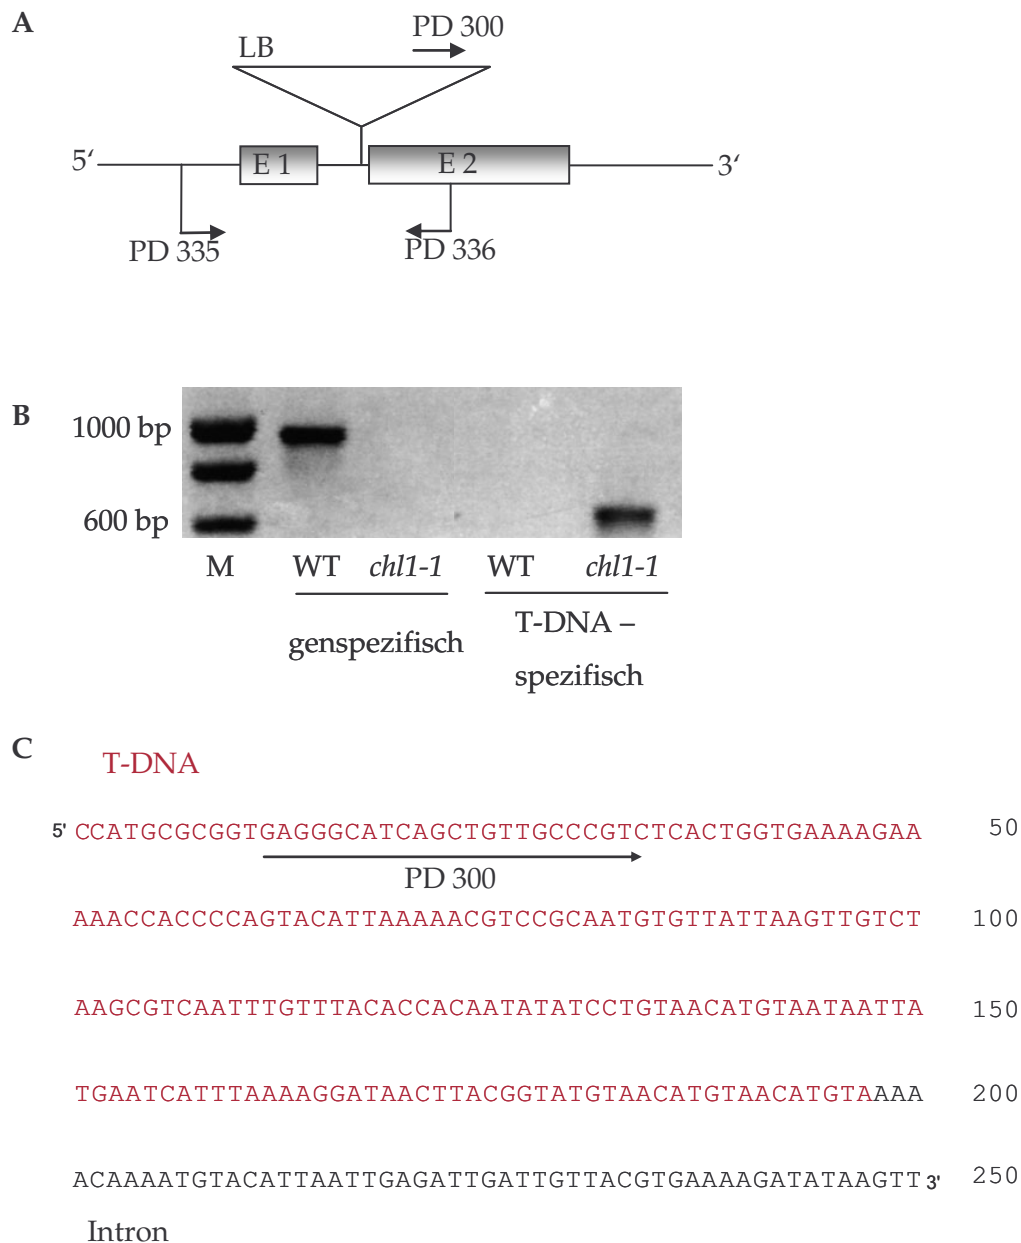 A
PD 300
LB
5‘
E 1
E 2
3‘
PD 335
PD 336
B
1000 bp
600 bp
M
WT
chl1-1
WT
chl1-1
genspezifisch
T-DNA –
spezifisch
C
T-DNA
5' CCATGCGCGGTGAGGGCATCAGCTGTTGCCCGTCTCACTGGTGAAAAGAA 50
PD 300
AAACCACCCCAGTACATTAAAAACGTCCGCAATGTGTTATTAAGTTGTCT 100
AAGCGTCAATTTGTTTACACCACAATATATCCTGTAACATGTAATAATTA 150
TGAATCATTTAAAAGGATAACTTACGGTATGTAACATGTAACATGTAAAA 200
ACAAAATGTACATTAATTGAGATTGATTGTTACGTGAAAAGATATAAGTT 3' 250
Intron